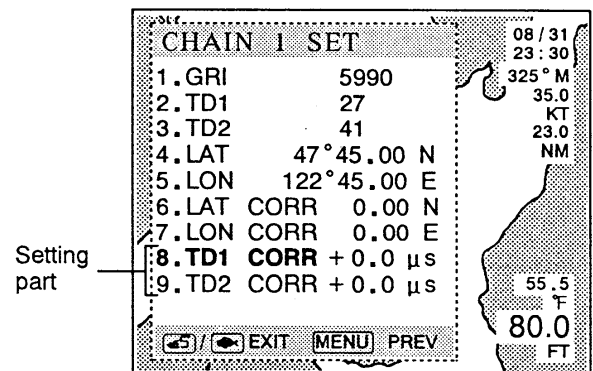 CHAIN 1 SET
1.GRI 5990
2.TD1 27
3.TD2 41
4.LAT 47°45.00 N
5.LON 122°45.00 E
6.LAT CORR 0.00 N
7.LON CORR 0.00 E
8.TD1 CORR +0.0 µs
9.TD2 CORR +0.0 µs
/ EXIT MENU PREV
Setting
part
08/31
23:30
325°M
35.0
KT
23.0
NM
55.5
°F
80.0
FT